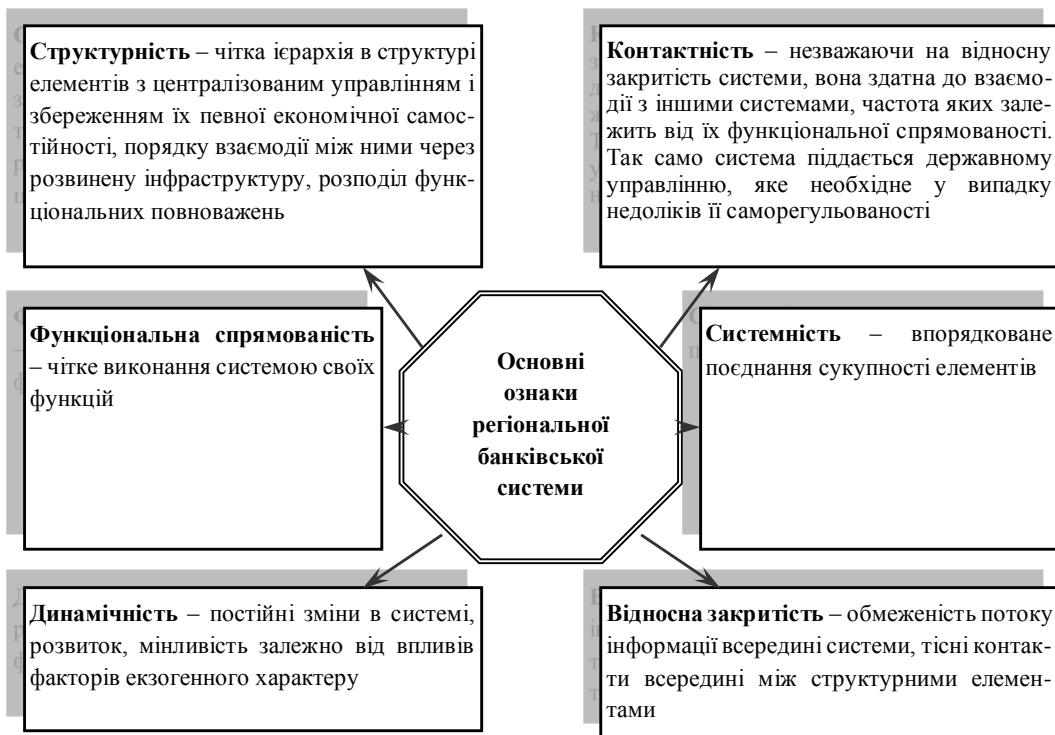 Структурність – чітка ієрархія в структурі
елементів з централізованим управлінням і
збереженням їх певної економічної самос-
тійності, порядку взаємодії між ними через
розвинену інфраструктуру, розподіл функ-
ціональних повноважень
Контактність – незважаючи на відносну
закритість системи, вона здатна до взаємо-
дії з іншими системами, частота яких зале-
жить від їх функціональної спрямованості.
Так само система піддається державному
управлінню, яке необхідне у випадку
недоліків її саморегульованості
Функціональна спрямованість
– чітке виконання системою своїх
функцій
Основні
ознаки
регіональної
банківської
системи
Системність – впорядковане
поєднання сукупності елементів
Динамічність – постійні зміни в системі,
розвиток, мінливість залежно від впливів
факторів екзогенного характеру
Відносна закритість – обмеженість потоку
інформації всередині системи, тісні контак-
ти всередині між структурними елемен-
тами